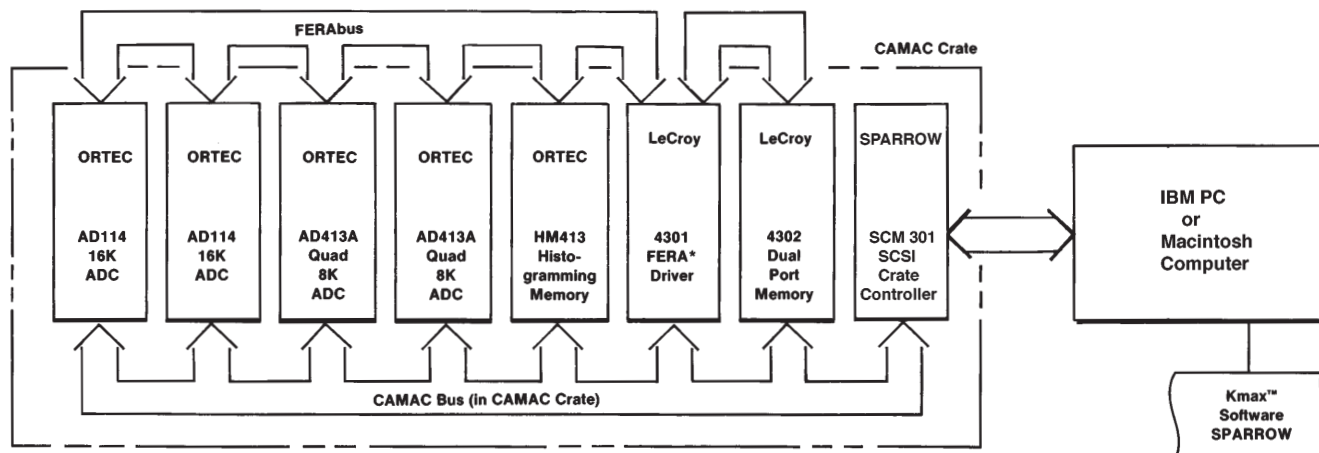 FERAbus
CAMAC Crate
ORTEC
AD114
16K
ADC
ORTEC
AD114
16K
ADC
ORTEC
AD413A
Quad
8K
ADC
ORTEC
AD413A
Quad
8K
ADC
ORTEC
HM413
Histo-
gramming
Memory
LeCroy
4301
FERA*
Driver
LeCroy
4302
Dual
Port
Memory
SPARROW
SCM 301
SCSI
Crate
Controller
IBM PC
or
Macintosh
Computer
CAMAC Bus (in CAMAC Crate)
Kmax™
Software
SPARROW